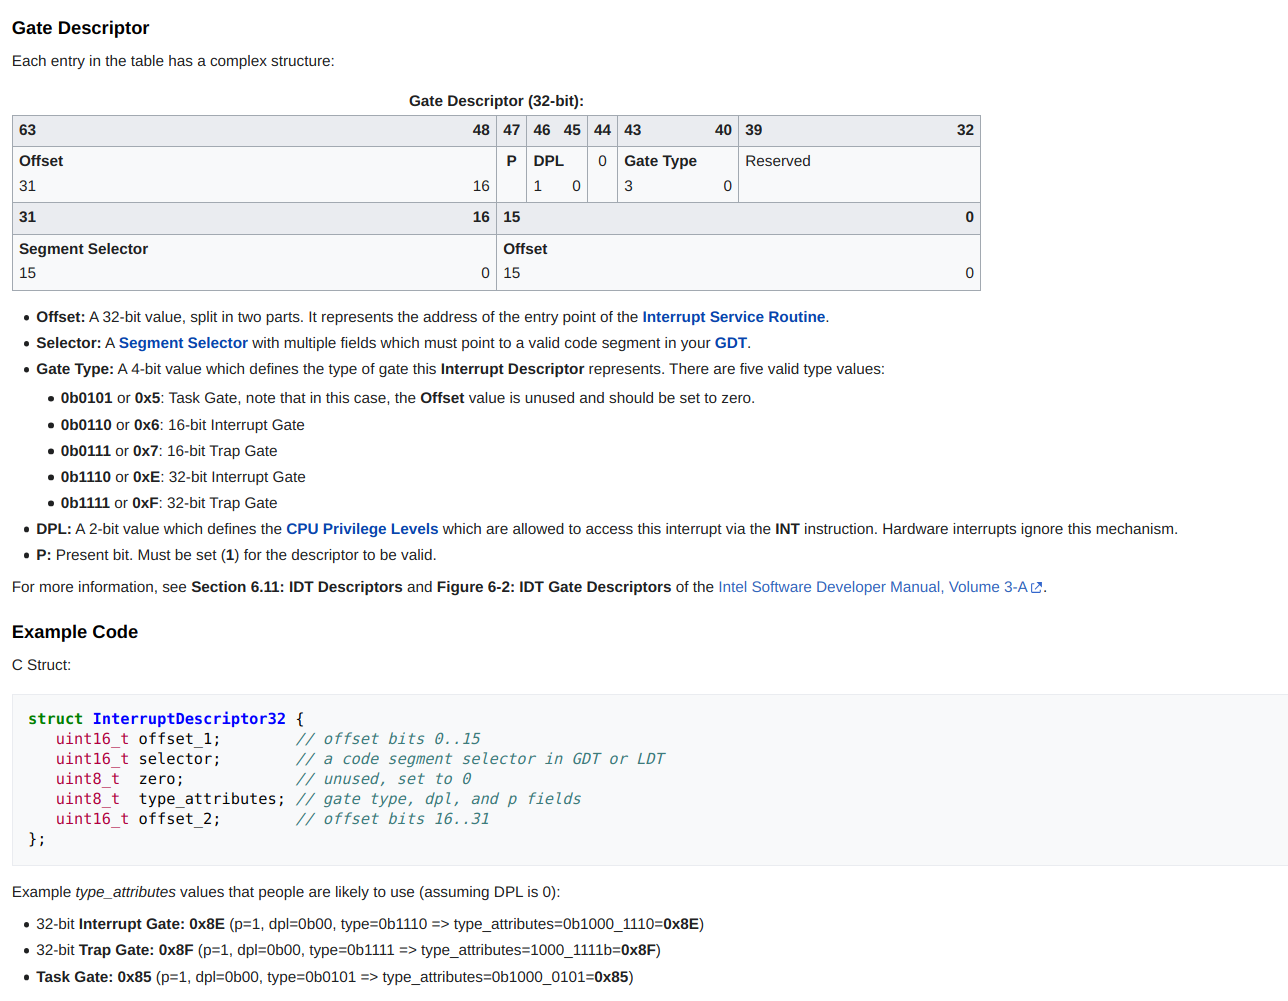 Gate Descriptor
Each entry in the table has a complex structure:
Gate Descriptor (32-bit):
63 48 47 46 45 44 43 40 39 32
Offset P DPL 0 Gate Type Reserved
31 16 1 0 3 0
31 16 15 0
Segment Selector Offset
15 0 15 0
• Offset: A 32-bit value, split in two parts. It represents the address of the entry point of the Interrupt Service Routine.
• Selector: A Segment Selector with multiple fields which must point to a valid code segment in your GDT.
• Gate Type: A 4-bit value which defines the type of gate this Interrupt Descriptor represents. There are five valid type values:
• 0b0101 or 0x5: Task Gate, note that in this case, the Offset value is unused and should be set to zero.
• 0b0110 or 0x6: 16-bit Interrupt Gate
• 0b0111 or 0x7: 16-bit Trap Gate
• 0b1110 or 0xE: 32-bit Interrupt Gate
• 0b1111 or 0xF: 32-bit Trap Gate
• DPL: A 2-bit value which defines the CPU Privilege Levels which are allowed to access this interrupt via the INT instruction. Hardware interrupts ignore this mechanism.
• P: Present bit. Must be set (1) for the descriptor to be valid.
For more information, see Section 6.11: IDT Descriptors and Figure 6-2: IDT Gate Descriptors of the Intel Software Developer Manual, Volume 3-A.
Example Code
C Struct:
struct InterruptDescriptor32 {
   uint16_t offset_1;        // offset bits 0..15
   uint16_t selector;        // a code segment selector in GDT or LDT
   uint8_t  zero;            // unused, set to 0
   uint8_t  type_attributes; // gate type, dpl, and p fields
   uint16_t offset_2;        // offset bits 16..31
};
Example type_attributes values that people are likely to use (assuming DPL is 0):
• 32-bit Interrupt Gate: 0x8E (p=1, dpl=0b00, type=0b1110 => type_attributes=0b1000_1110=0x8E)
• 32-bit Trap Gate: 0x8F (p=1, dpl=0b00, type=0b1111 => type_attributes=1000_1111b=0x8F)
• Task Gate: 0x85 (p=1, dpl=0b00, type=0b0101 => type_attributes=0b1000_0101=0x85)